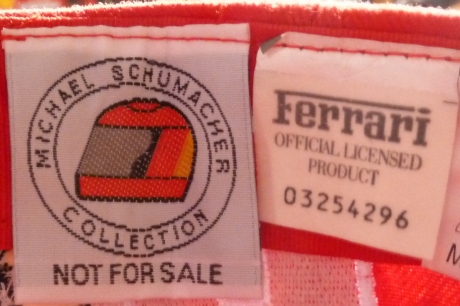 MICHAEL SCHUMACHER
COLLECTION
NOT FOR SALE
Ferrari
OFFICIAL LICENSED
PRODUCT
03254296